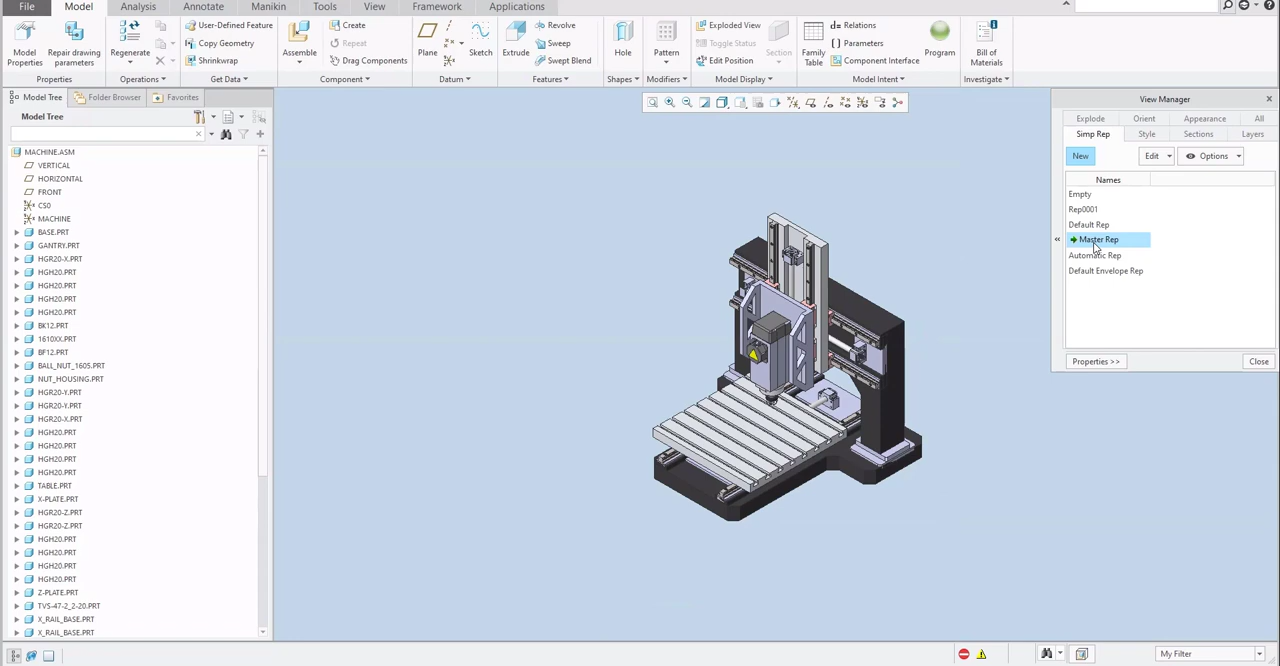 File Model Analysis Annotate Manikin Tools View Framework Applications
Model Properties
Repair drawing parameters
Properties
Regenerate
Operations
User-Defined Feature
Copy Geometry
Shrinkwrap
Get Data
Assemble
Create
Repeat
Drag Components
Component
Plane
Sketch
Datum
Extrude
Revolve
Sweep
Swept Blend
Features
Hole
Shapes
Pattern
Modifiers
Exploded View
Toggle Status
Edit Position
Section
Model Display
Family Table
d= Relations
Parameters
Component Interface
Program
Model Intent
Bill of Materials
Investigate
Model Tree Folder Browser Favorites
Model Tree
MACHINE.ASM
VERTICAL
HORIZONTAL
FRONT
CS0
MACHINE
BASE.PRT
GANTRY.PRT
HGR20-X.PRT
HGH20.PRT
HGH20.PRT
HGH20.PRT
HGH20.PRT
BK12.PRT
1610XX.PRT
BF12.PRT
BALL_NUT_1605.PRT
NUT_HOUSING.PRT
HGR20-Y.PRT
HGR20-Y.PRT
HGR20-X.PRT
HGH20.PRT
HGH20.PRT
HGH20.PRT
HGH20.PRT
TABLE.PRT
X-PLATE.PRT
HGR20-Z.PRT
HGR20-Z.PRT
HGH20.PRT
HGH20.PRT
HGH20.PRT
HGH20.PRT
Z-PLATE.PRT
TVS-47-2_2-20.PRT
X_RAIL_BASE.PRT
X_RAIL_BASE.PRT
View Manager
Explode Orient Appearance All
Simp Rep Style Sections Layers
New Edit Options
Names
Empty
Rep0001
Default Rep
Master Rep
Automatic Rep
Default Envelope Rep
Properties >> Close
My Filter